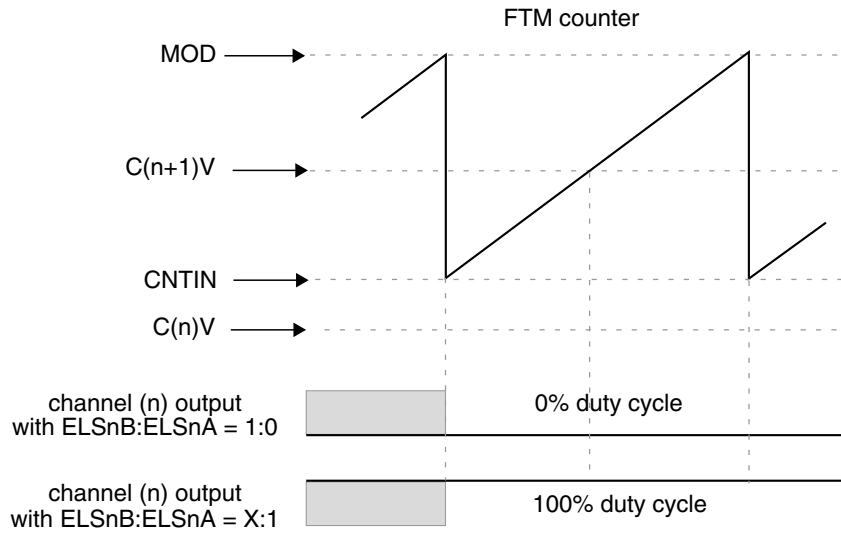 FTM counter
MOD
C(n+1)V
CNTIN
C(n)V
channel (n) output
with ELSnB:ELSnA = 1:0
0% duty cycle
channel (n) output
with ELSnB:ELSnA = X:1
100% duty cycle